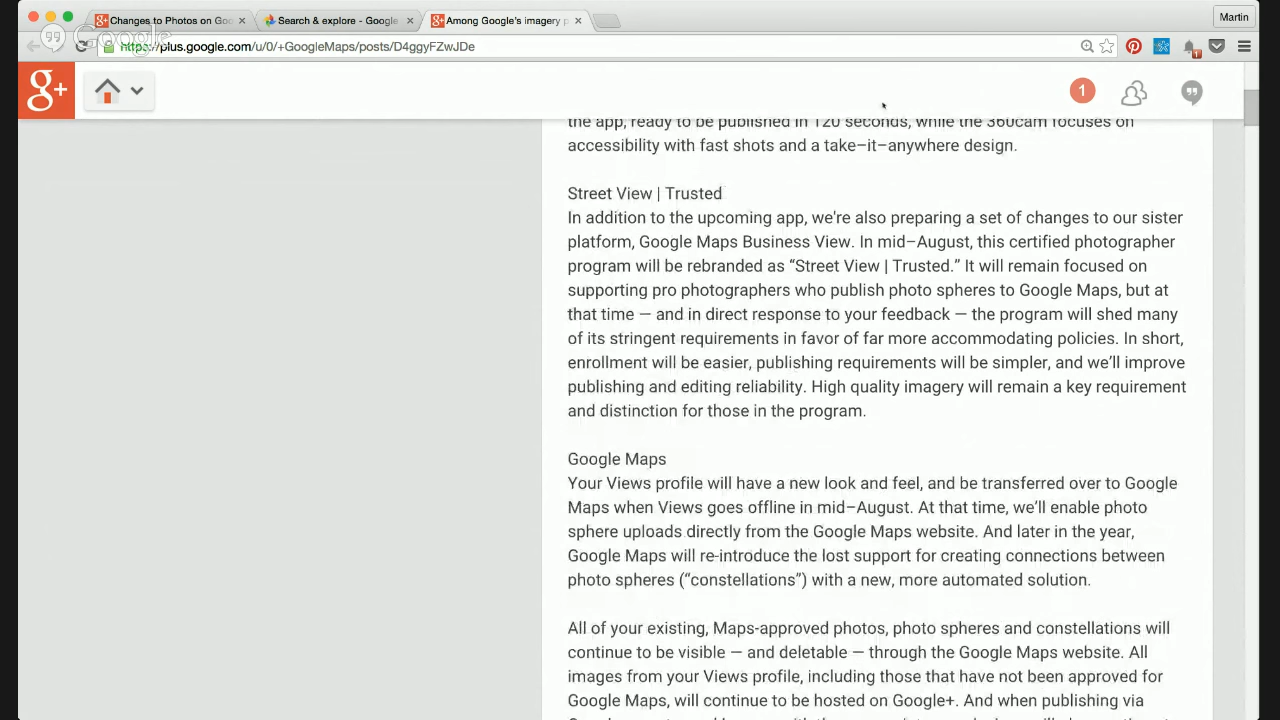 Changes to Photos on Goo
Search & explore - Google
Among Google's imagery p
Martin
Google
https://plus.google.com/u/0/+GoogleMaps/posts/D4ggyFZwJDe
1
g+
1
the app, ready to be published in 120 seconds, while the 360cam focuses on
accessibility with fast shots and a take–it–anywhere design.
Street View | Trusted
In addition to the upcoming app, we're also preparing a set of changes to our sister
platform, Google Maps Business View. In mid–August, this certified photographer
program will be rebranded as “Street View | Trusted.” It will remain focused on
supporting pro photographers who publish photo spheres to Google Maps, but at
that time — and in direct response to your feedback — the program will shed many
of its stringent requirements in favor of far more accommodating policies. In short,
enrollment will be easier, publishing requirements will be simpler, and we’ll improve
publishing and editing reliability. High quality imagery will remain a key requirement
and distinction for those in the program.
Google Maps
Your Views profile will have a new look and feel, and be transferred over to Google
Maps when Views goes offline in mid–August. At that time, we’ll enable photo
sphere uploads directly from the Google Maps website. And later in the year,
Google Maps will re-introduce the lost support for creating connections between
photo spheres (“constellations”) with a new, more automated solution.
All of your existing, Maps-approved photos, photo spheres and constellations will
continue to be visible — and deletable — through the Google Maps website. All
images from your Views profile, including those that have not been approved for
Google Maps, will continue to be hosted on Google+. And when publishing via